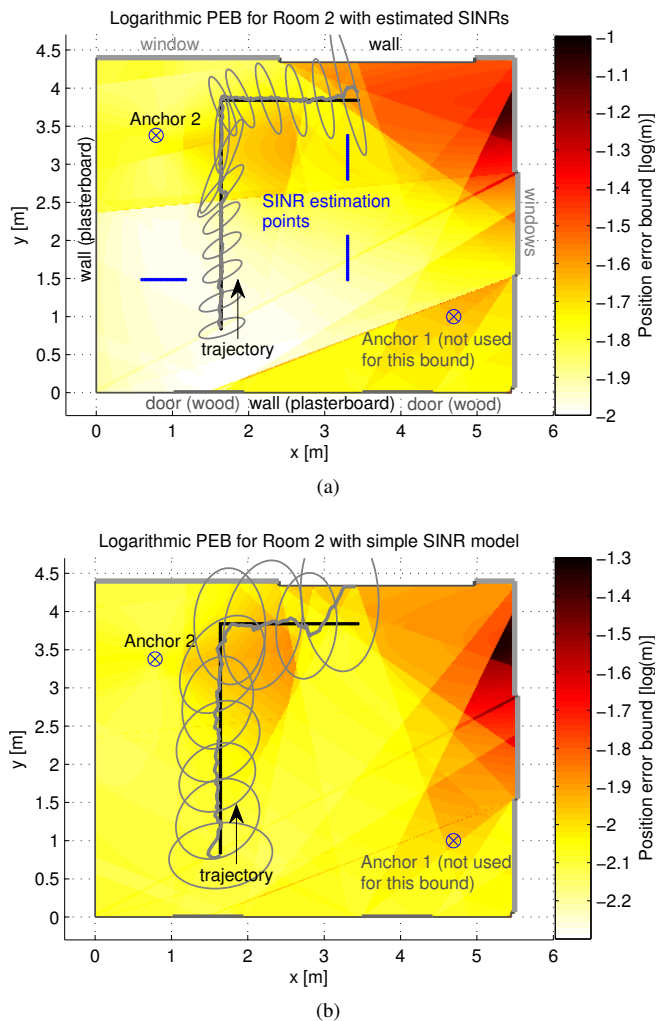 Logarithmic PEB for Room 2 with estimated SINRs
window
wall
4.5
4
3.5
3
2.5
2
1.5
1
0.5
0
y [m]
Anchor 2
wall (plasterboard)
SINR estimation
points
windows
trajectory
Anchor 1 (not used
for this bound)
door (wood)
wall (plasterboard)
door (wood)
0
1
2
3
4
5
6
x [m]
−1
−1.1
−1.2
−1.3
−1.4
−1.5
−1.6
−1.7
−1.8
−1.9
−2
Position error bound [log(m)]
(a)
Logarithmic PEB for Room 2 with simple SINR model
4.5
4
3.5
3
2.5
2
1.5
1
0.5
0
y [m]
Anchor 2
trajectory
Anchor 1 (not used
for this bound)
0
1
2
3
4
5
6
x [m]
−1.3
−1.4
−1.5
−1.6
−1.7
−1.8
−1.9
−2
−2.1
−2.2
Position error bound [log(m)]
(b)